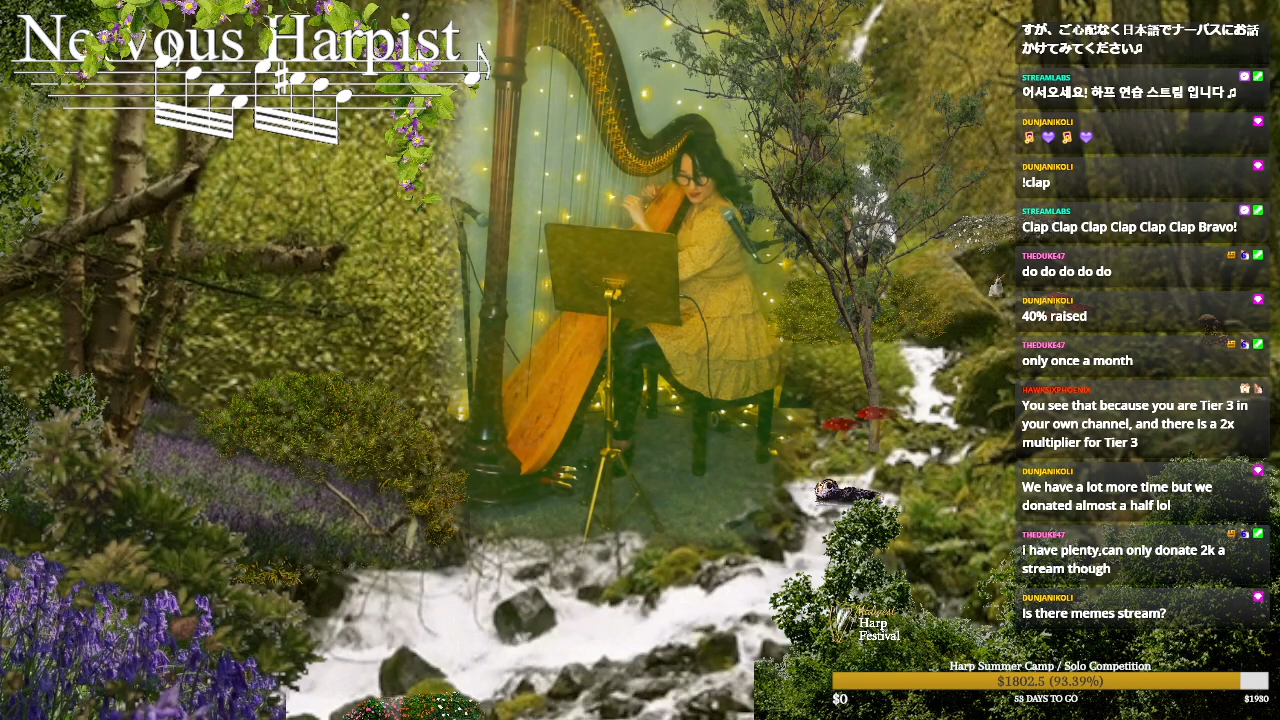 Nervous Harpist
すが、ご心配なく日本語でナーバスにお話
かけてみてください♫
STREAMLABS
어서오세요! 하프 연습 스트림 입니다 ♫
DUNJANIKOLI
DUNJANIKOLI
!clap
STREAMLABS
Clap Clap Clap Clap Clap Clap Bravo!
THEDUKE47
do do do do do
DUNJANIKOLI
40% raised
THEDUKE47
only once a month
HAWKSIXPHOENIX
You see that because you are Tier 3 in
your own channel, and there is a 2x
multiplier for Tier 3
DUNJANIKOLI
We have a lot more time but we
donated almost a half lol
THEDUKE47
i have plenty,can only donate 2k a
stream though
DUNJANIKOLI
Is there memes stream?
Harp
Festival
Harp Summer Camp / Solo Competition
$1802.5 (93.39%)
$0
53 DAYS TO GO
$1930